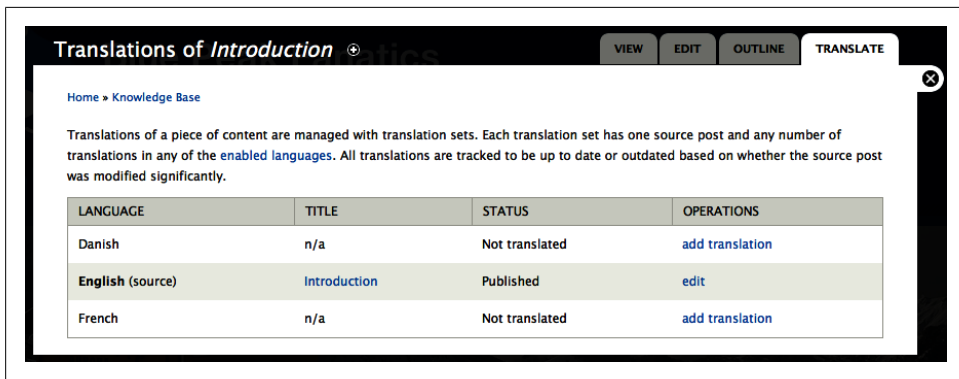 Translations of Introduction
VIEW EDIT OUTLINE TRANSLATE
Home » Knowledge Base
Translations of a piece of content are managed with translation sets. Each translation set has one source post and any number of
translations in any of the enabled languages. All translations are tracked to be up to date or outdated based on whether the source post
was modified significantly.
LANGUAGE TITLE STATUS OPERATIONS
Danish n/a Not translated add translation
English (source) Introduction Published edit
French n/a Not translated add translation